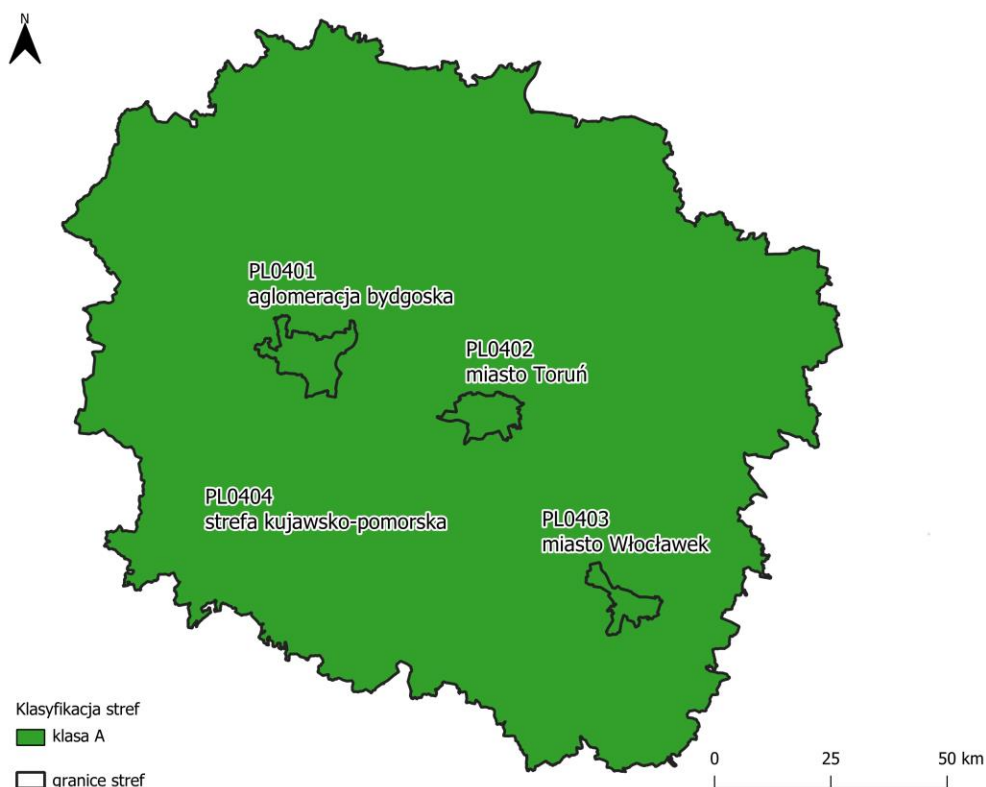 N
PL0401
aglomeracja bydgoska
PL0402
miasto Toruń
PL0404
strefa kujawsko-pomorska
PL0403
miasto Włocławek
Klasyfikacja stref
klasa A
granice stref
0 25 50 km